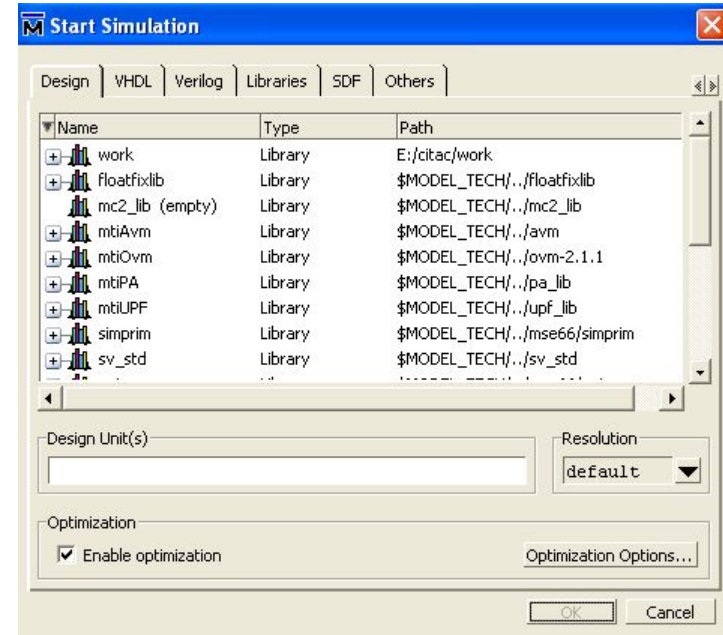 Start Simulation
Design VHDL Verilog Libraries SDF Others
Name Type Path
work Library E:/citac/work
floatfixlib Library $MODEL_TECH/../floatfixlib
mc2_lib (empty) Library $MODEL_TECH/../mc2_lib
mtiAvm Library $MODEL_TECH/../avm
mtiOvm Library $MODEL_TECH/../ovm-2.1.1
mtiPA Library $MODEL_TECH/../pa_lib
mtiUPF Library $MODEL_TECH/../upf_lib
simprim Library $MODEL_TECH/../mse66/simprim
sv_std Library $MODEL_TECH/../sv_std
Design Unit(s) Resolution
default
Optimization
Enable optimization Optimization Options...
OK Cancel